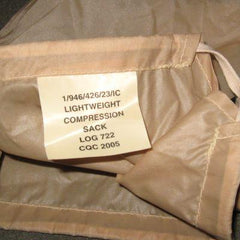 1/946/426/23/IC
LIGHTWEIGHT
COMPRESSION
SACK
LOG 722
CQC 2005